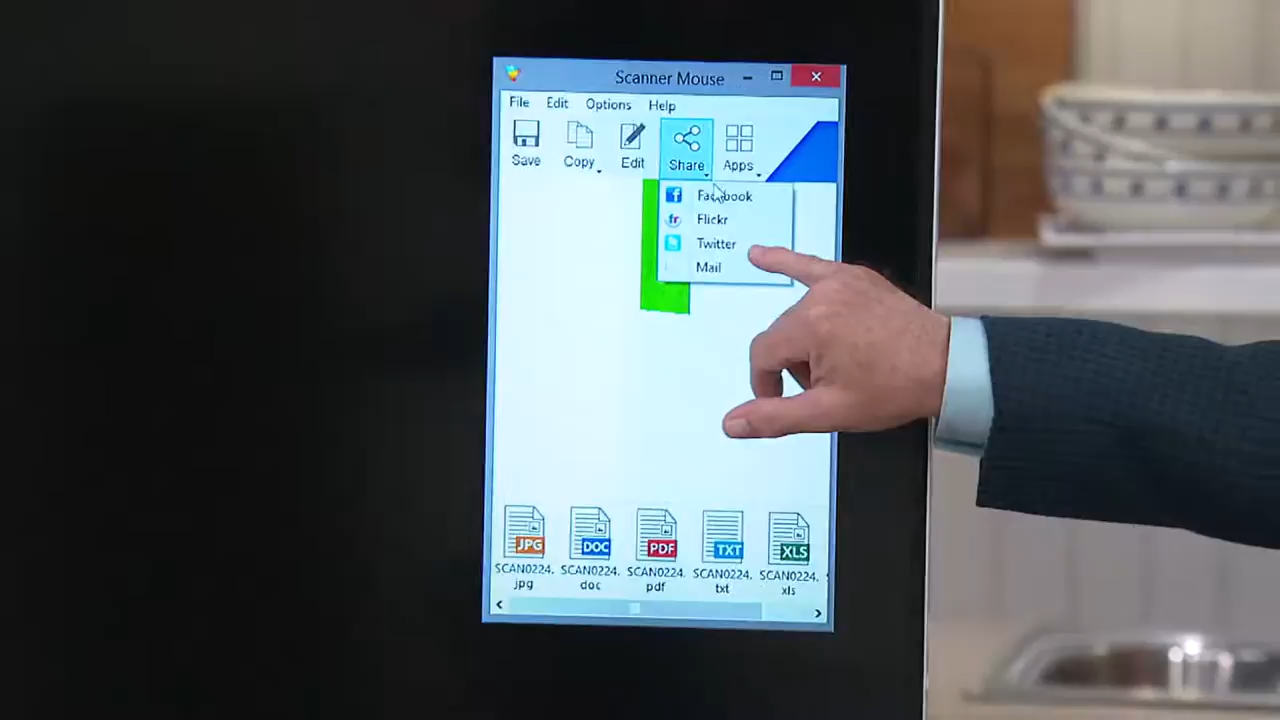 Scanner Mouse
File Edit Options Help
Save Copy Edit Share Apps
f Facebook
fr Flickr
Twitter
Mail
JPG DOC PDF TXT XLS
SCAN0224. SCAN0224. SCAN0224. SCAN0224. SCAN0224.
jpg doc pdf txt xls